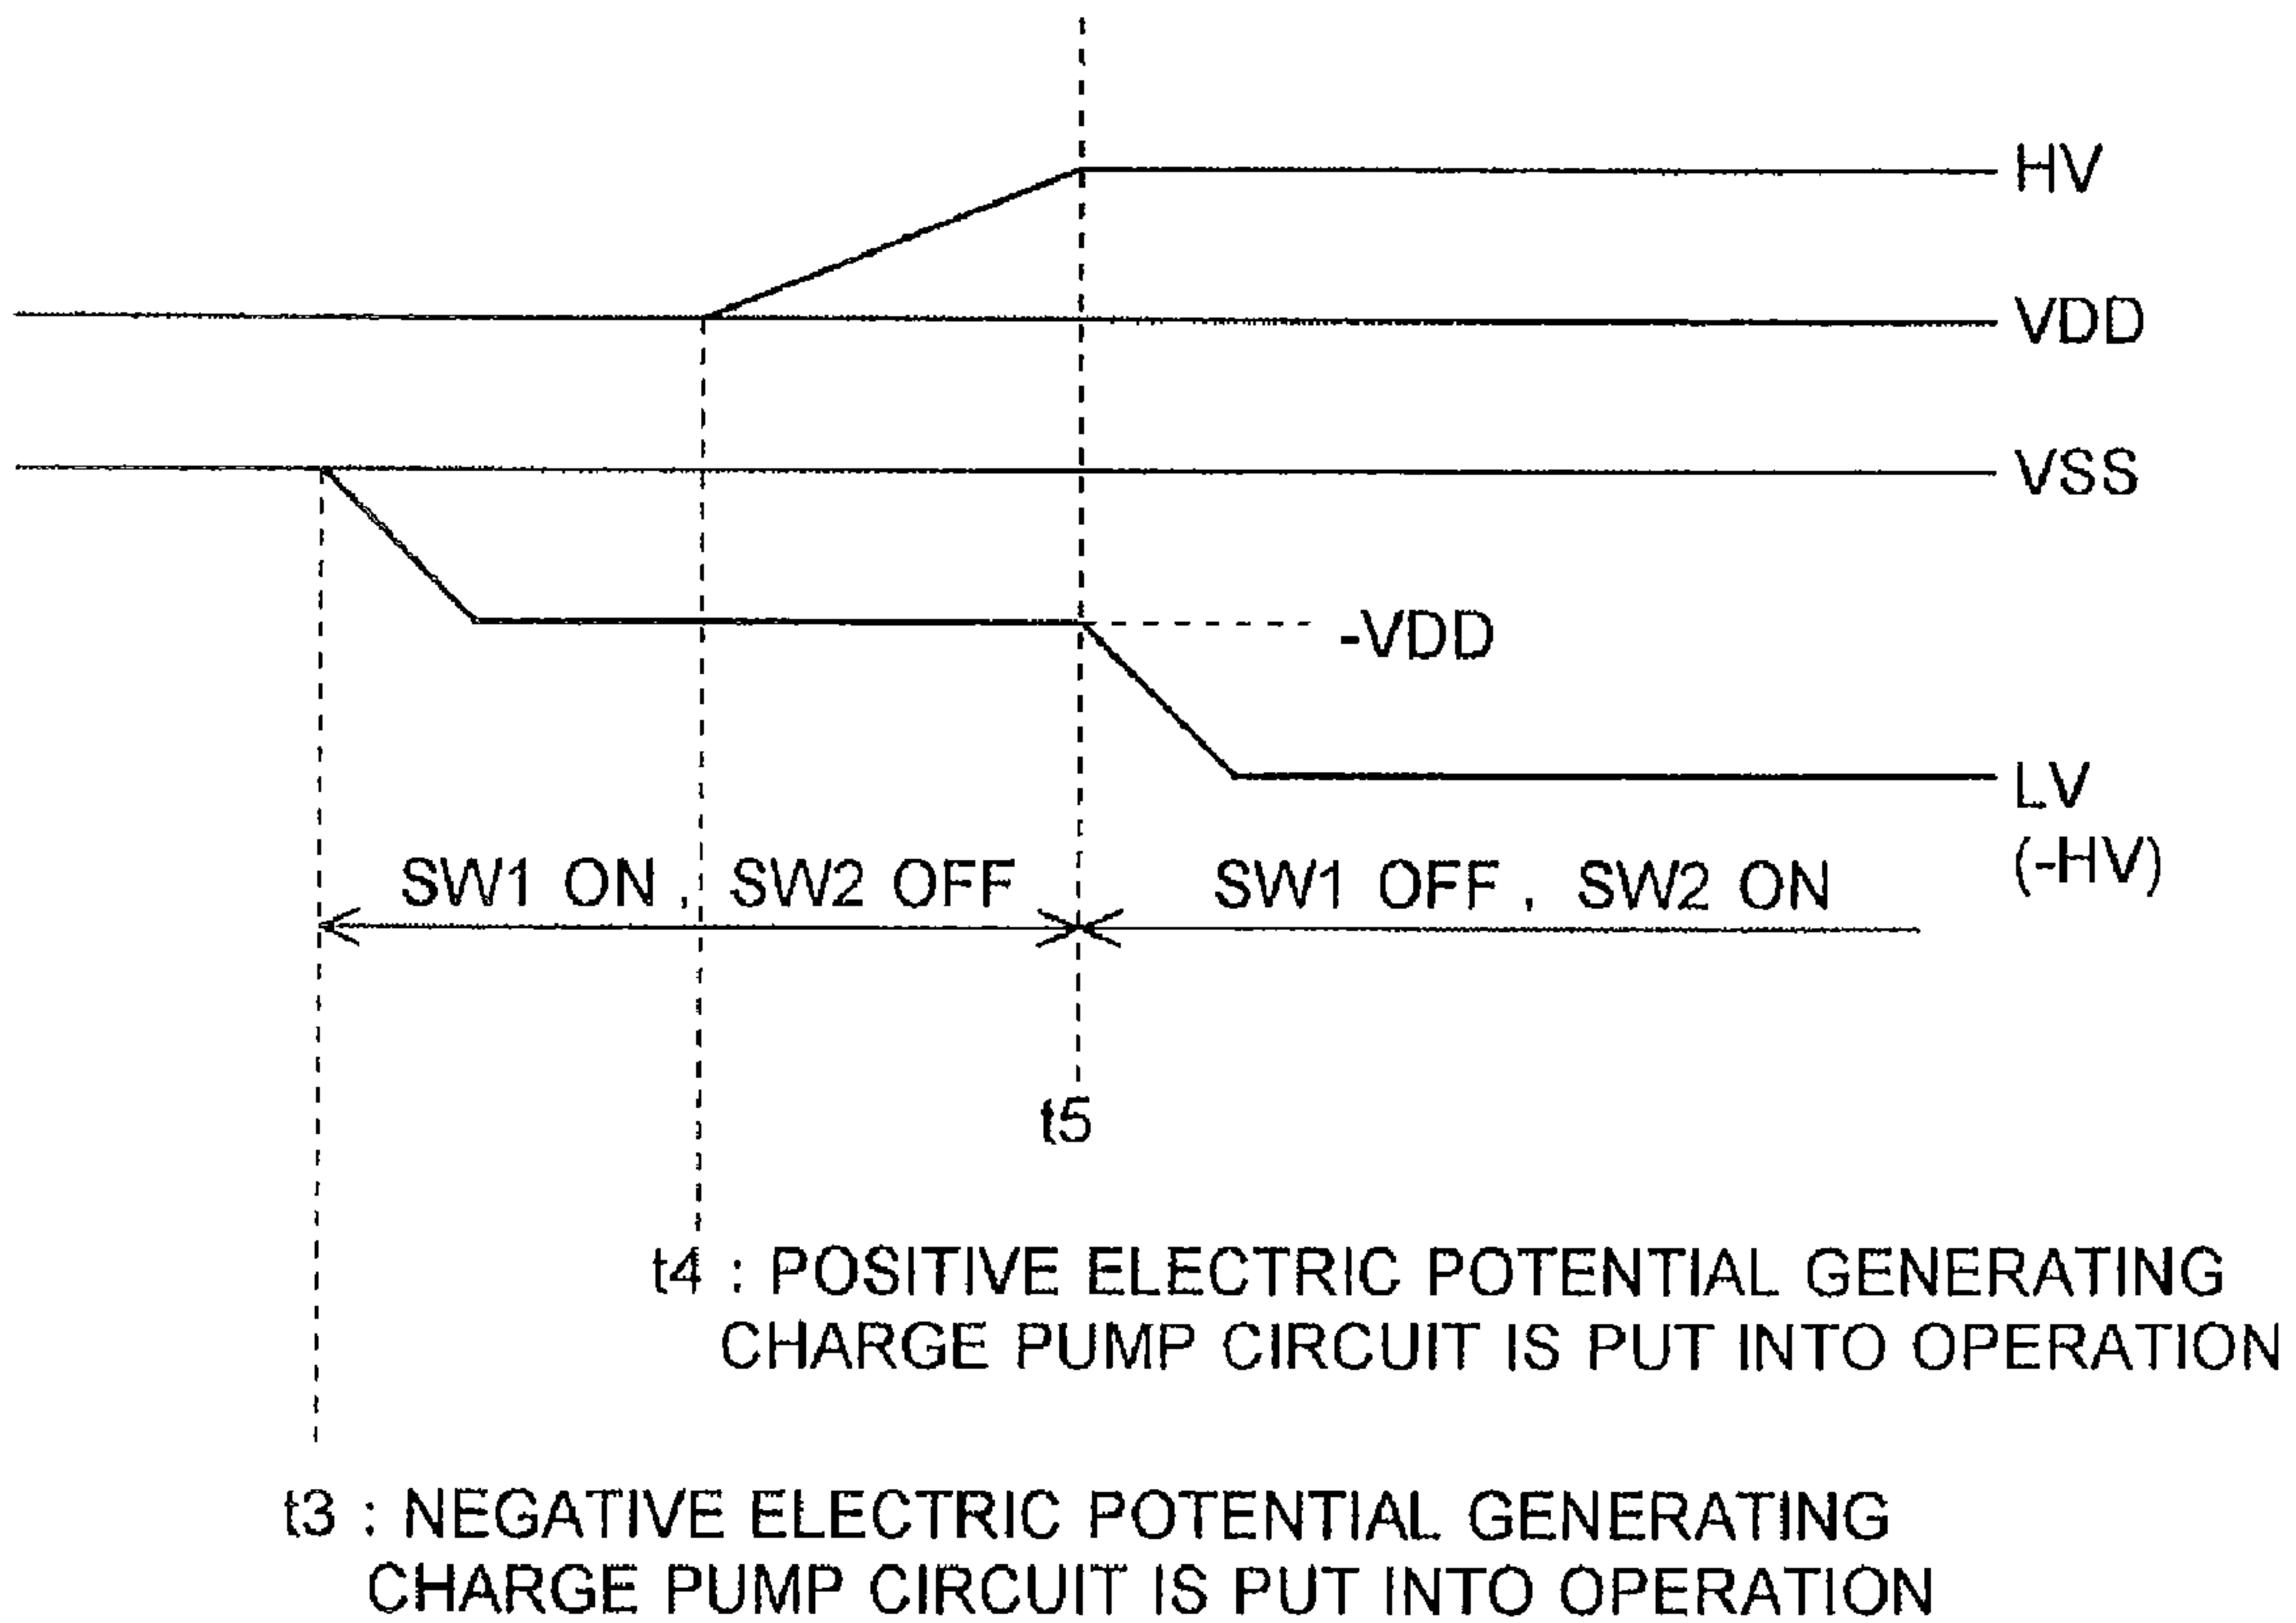 HV
VDD
VSS
-VDD
LV
(-HV)
SW1 ON , SW2 OFF
SW1 OFF , SW2 ON
t5
t4 : POSITIVE ELECTRIC POTENTIAL GENERATING
CHARGE PUMP CIRCUIT IS PUT INTO OPERATION
t3 : NEGATIVE ELECTRIC POTENTIAL GENERATING
CHARGE PUMP CIRCUIT IS PUT INTO OPERATION